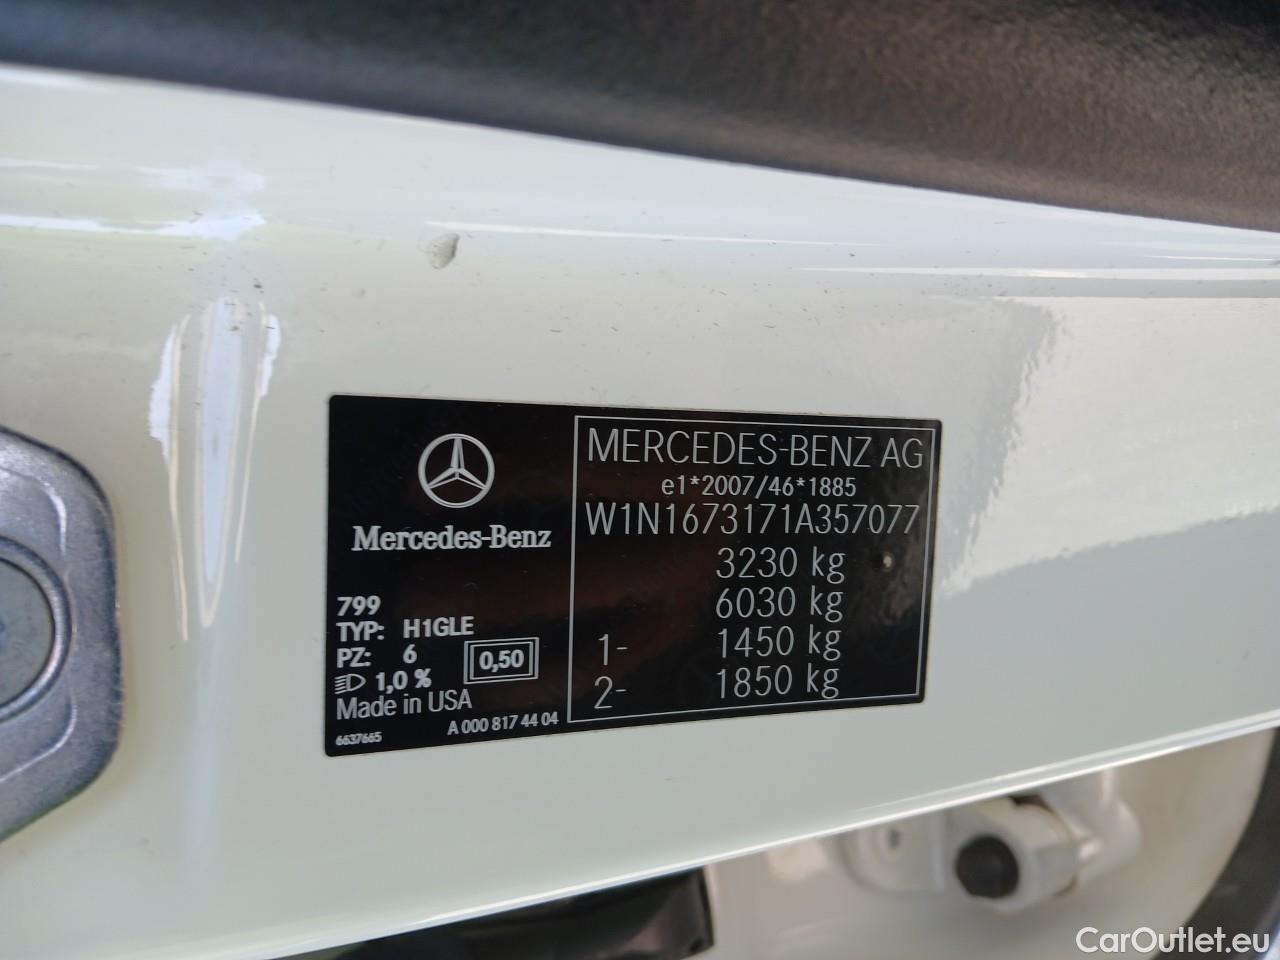 Mercedes-Benz
799
TYP: H1GLE
PZ: 6
1,0 %
0,50
Made in USA
6637665
A 000 817 44 04
MERCEDES-BENZ AG
e1*2007/46*1885
W1N1673171A357077
3230 kg
6030 kg
1- 1450 kg
2- 1850 kg
CarOutlet.eu